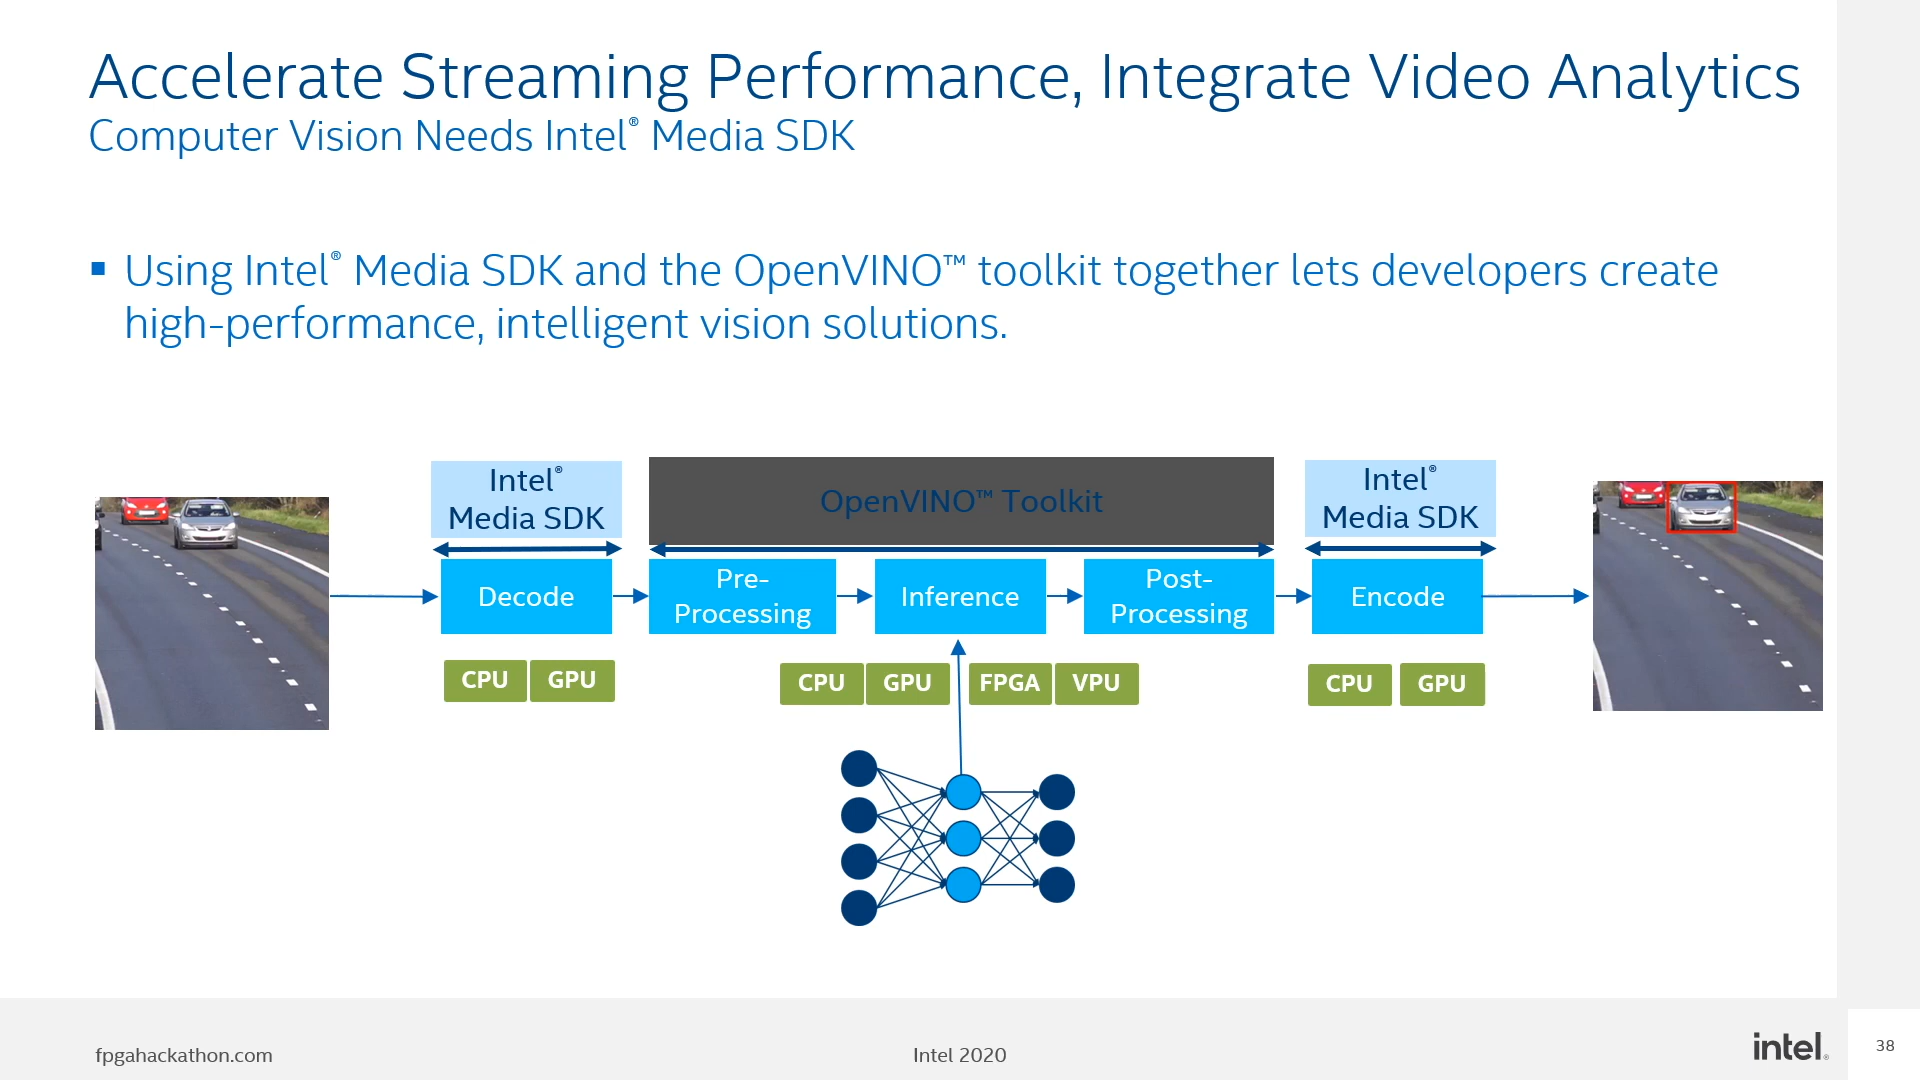 Accelerate Streaming Performance, Integrate Video Analytics
Computer Vision Needs Intel® Media SDK
▪ Using Intel® Media SDK and the OpenVINO™ toolkit together lets developers create
high-performance, intelligent vision solutions.
Intel®
Media SDK
OpenVINO™ Toolkit
Intel®
Media SDK
Decode
Pre-
Processing
Inference
Post-
Processing
Encode
CPU GPU
CPU GPU FPGA VPU
CPU GPU
fpgahackathon.com
Intel 2020
intel®
38